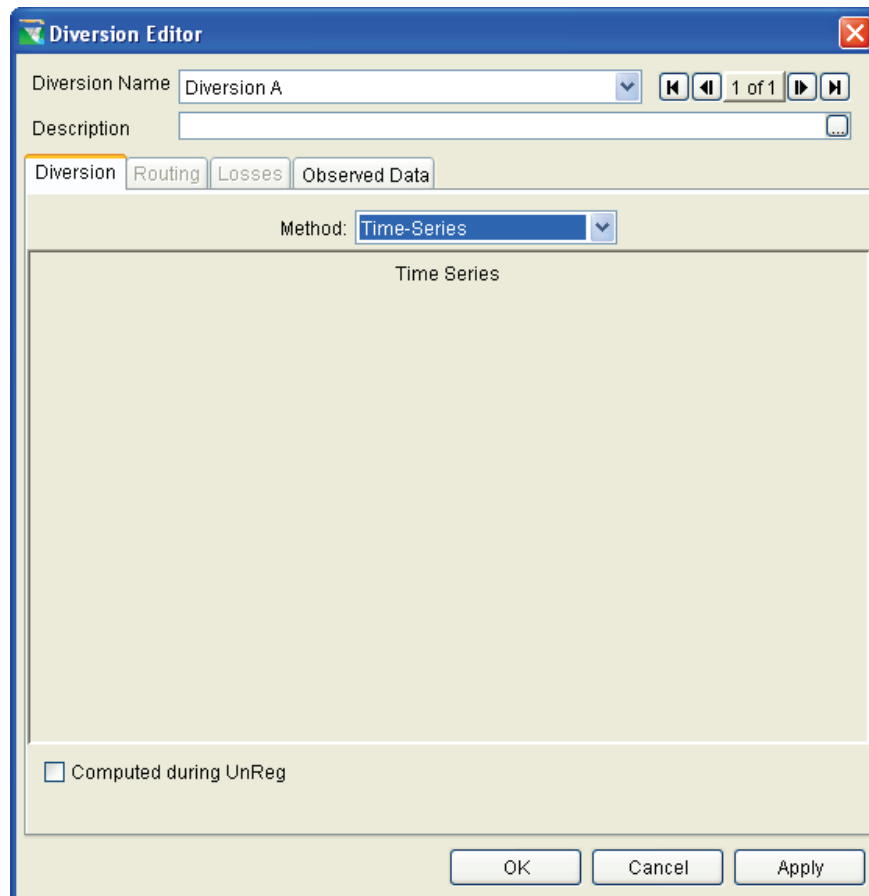 Diversion Editor
Diversion Name Diversion A 1 of 1
Description ...
Diversion Routing Losses Observed Data
Method: Time-Series
Time Series
Computed during UnReg
OK Cancel Apply